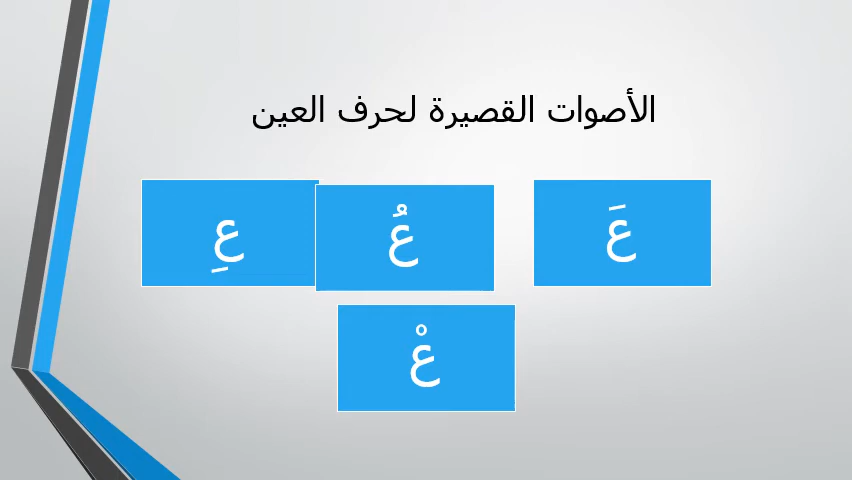 الأصوات القصيرة لحرف العين
عَ
عُ
عِ
عْ